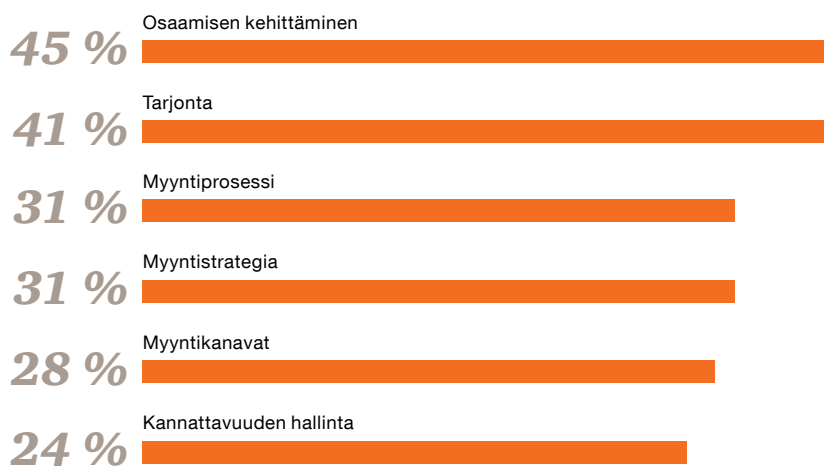 Osaamisen kehittäminen
45 %
Tarjonta
41 %
Myyntiprosessi
31 %
Myyntistrategia
31 %
Myyntikanavat
28 %
Kannattavuuden hallinta
24 %